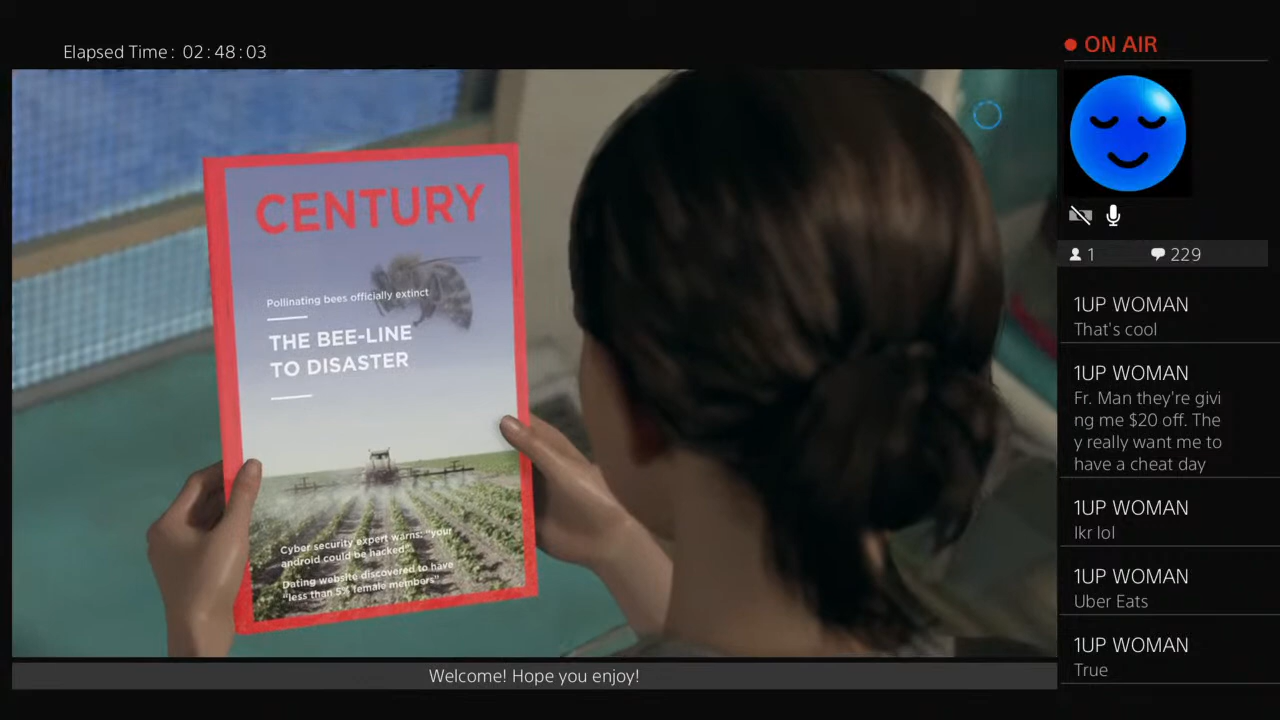 Elapsed Time: 02:48:03
ON AIR
CENTURY
Pollinating bees officially extinct
THE BEE-LINE
TO DISASTER
Cyber security expert warns: "your
android could be hacked"
Dating website discovered to have
"less than 5% female members"
1
229
1UP WOMAN
That's cool
1UP WOMAN
Fr. Man they're givi
ng me $20 off. The
y really want me to
have a cheat day
1UP WOMAN
Ikr lol
1UP WOMAN
Uber Eats
1UP WOMAN
True
Welcome! Hope you enjoy!